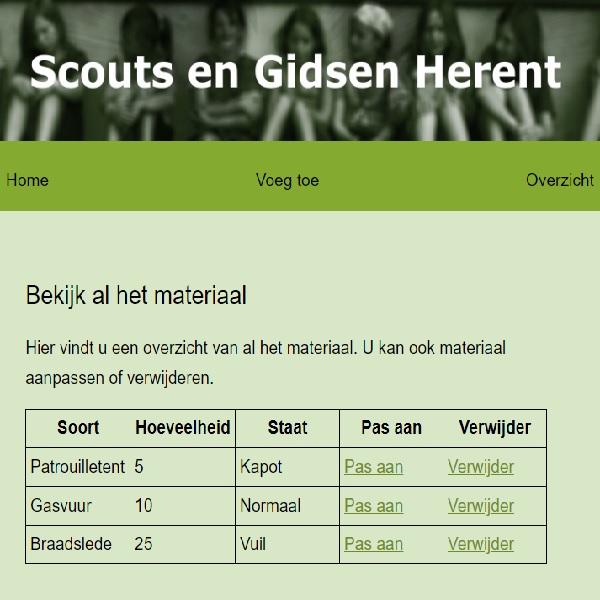 Scouts en Gidsen Herent
Home Voeg toe Overzicht
Bekijk al het materiaal
Hier vindt u een overzicht van al het materiaal. U kan ook materiaal
aanpassen of verwijderen.
Soort Hoeveelheid Staat Pas aan Verwijder
Patrouilletent 5 Kapot Pas aan Verwijder
Gasvuur 10 Normaal Pas aan Verwijder
Braadslede 25 Vuil Pas aan Verwijder